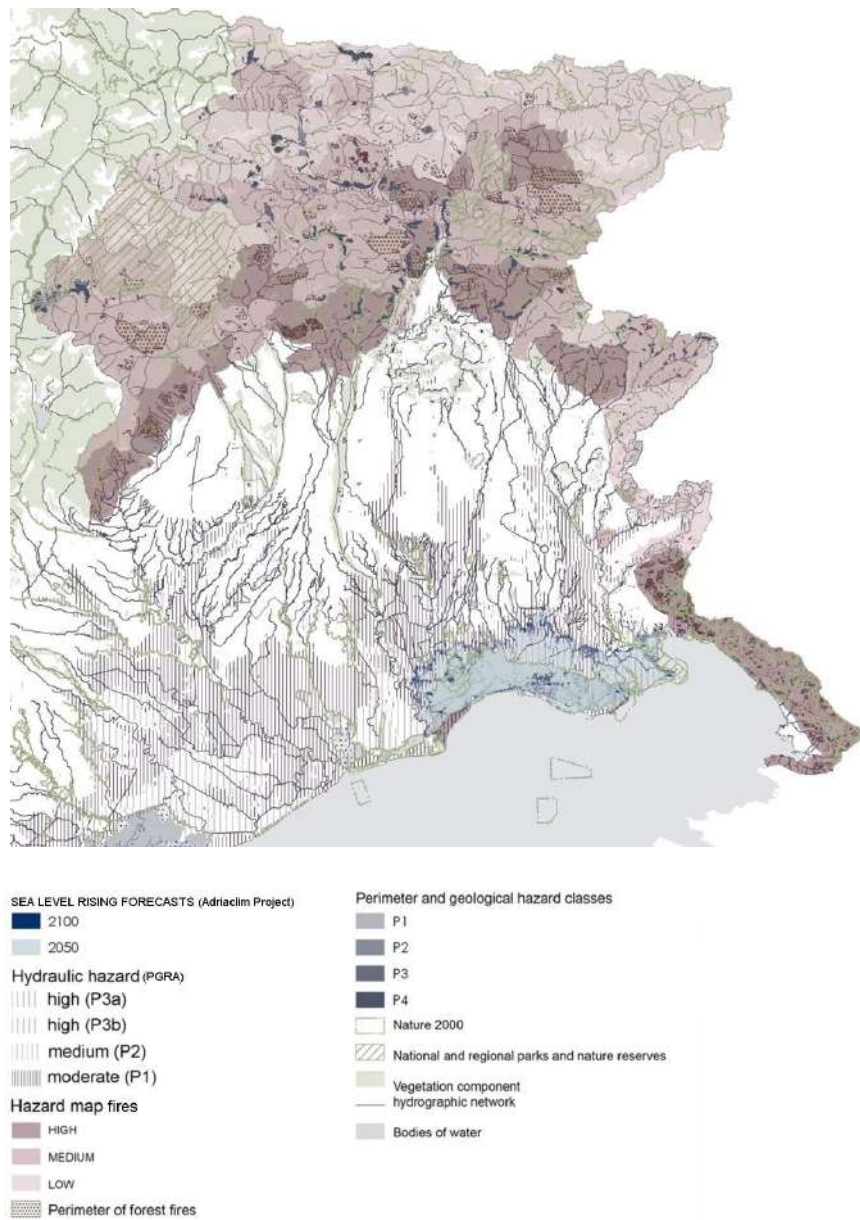 SEA LEVEL RISING FORECASTS (Adriaclim Project)
2100
2050
Hydraulic hazard (PGRA)
high (P3a)
high (P3b)
medium (P2)
moderate (P1)
Hazard map fires
HIGH
MEDIUM
LOW
Perimeter of forest fires
Perimeter and geological hazard classes
P1
P2
P3
P4
Nature 2000
National and regional parks and nature reserves
Vegetation component
hydrographic network
Bodies of water